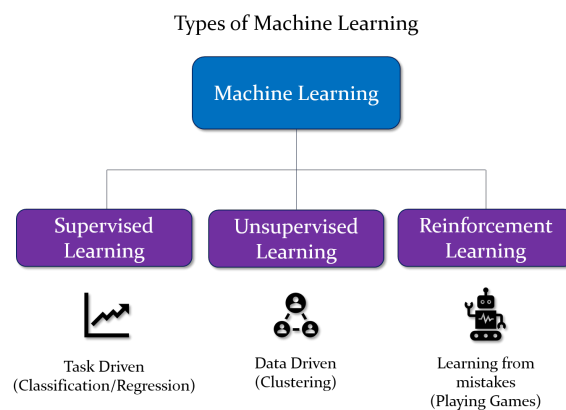 Types of Machine Learning
Machine Learning
Supervised
Learning
Unsupervised
Learning
Reinforcement
Learning
Task Driven
(Classification/Regression)
Data Driven
(Clustering)
Learning from
mistakes
(Playing Games)